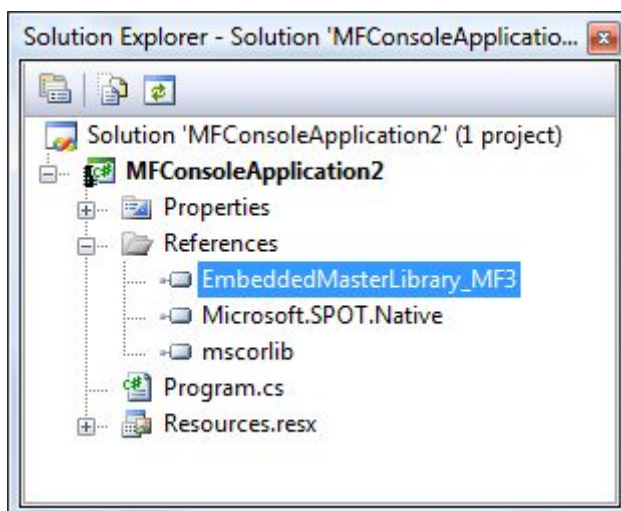 Solution Explorer - Solution 'MFConsoleApplicatio...
Solution 'MFConsoleApplication2' (1 project)
MFConsoleApplication2
Properties
References
EmbeddedMasterLibrary_MF3
Microsoft.SPOT.Native
mscorlib
Program.cs
Resources.resx